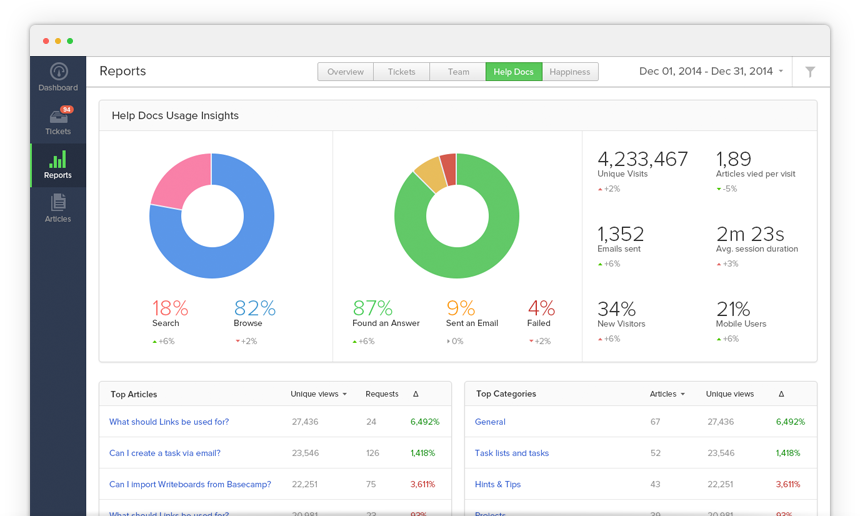 Reports
Overview
Tickets
Team
Help Docs
Happiness
Dec 01, 2014 - Dec 31, 2014
Dashboard
94
Tickets
Reports
Articles
Help Docs Usage Insights
18%
Search
+6%
82%
Browse
+2%
87%
Found an Answer
+6%
9%
Sent an Email
0%
4%
Failed
+2%
4,233,467
Unique Visits
+2%
1,89
Articles vied per visit
-5%
1,352
Emails sent
+6%
2m 23s
Avg. session duration
+3%
34%
New Visitors
+6%
21%
Mobile Users
+6%
Top Articles Unique views Requests Δ
What should Links be used for? 27,436 24 6,492%
Can I create a task via email? 23,546 126 1,418%
Can I import Writeboards from Basecamp? 22,251 75 3,611%
What should Links be used for? 20,981 23 93%
Top Categories Articles Unique views Δ
General 67 27,436 6,492%
Task lists and tasks 52 23,546 1,418%
Hints & Tips 43 22,251 3,611%
Projects 39 20,981 93%